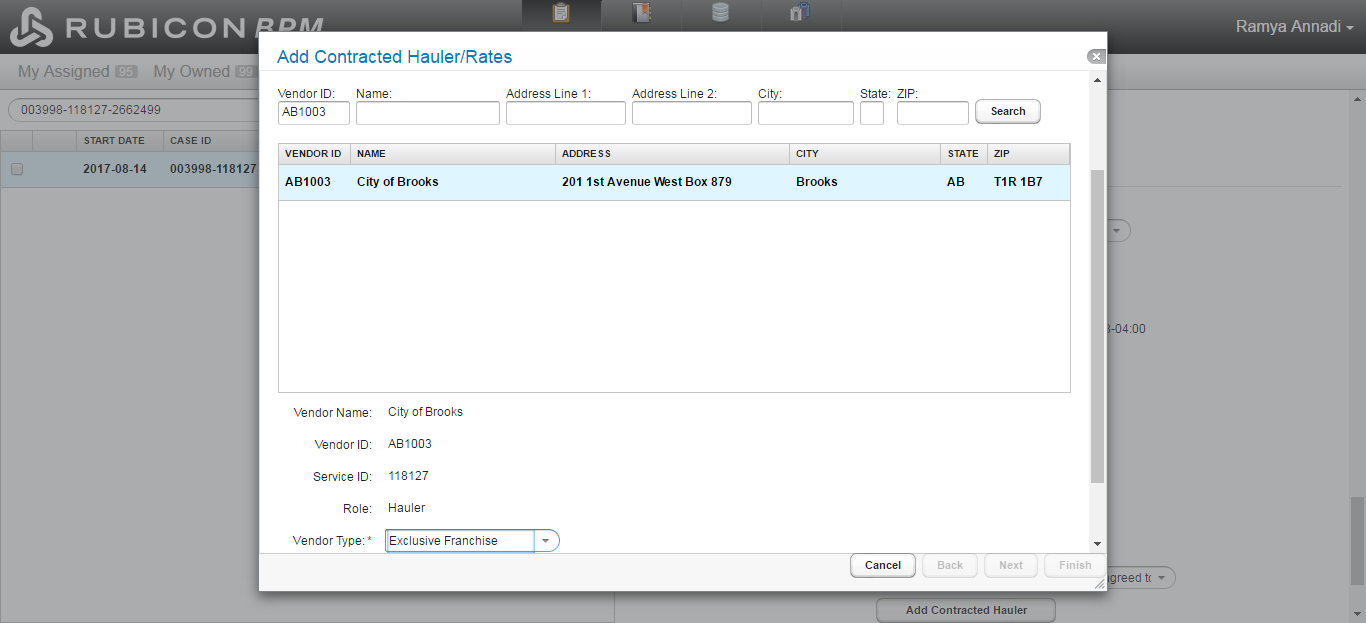 RUBICON BPM
Ramya Annadi
My Assigned 95 My Owned 99
003998-118127-2662499
START DATE CASE ID
2017-08-14 003998-118127
Add Contracted Hauler/Rates
Vendor ID: Name: Address Line 1: Address Line 2: City: State: ZIP:
AB1003 Search
VENDOR ID NAME ADDRESS CITY STATE ZIP
AB1003 City of Brooks 201 1st Avenue West Box 879 Brooks AB T1R 1B7
-04:00
Vendor Name: City of Brooks
Vendor ID: AB1003
Service ID: 118127
Role: Hauler
Vendor Type:* Exclusive Franchise
Cancel Back Next Finish
greed to
Add Contracted Hauler